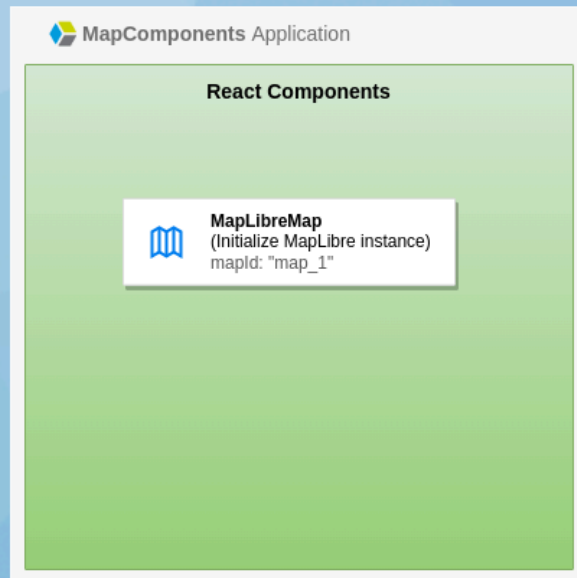 MapComponents Application
React Components
MapLibreMap
(Initialize MapLibre instance)
mapId: "map_1"